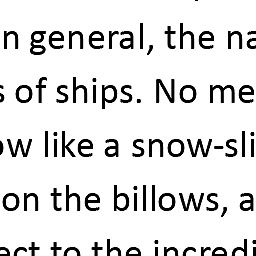 n general, the na
s of ships. No me
ow like a snow-sli
on the billows, a
ect to the incredi